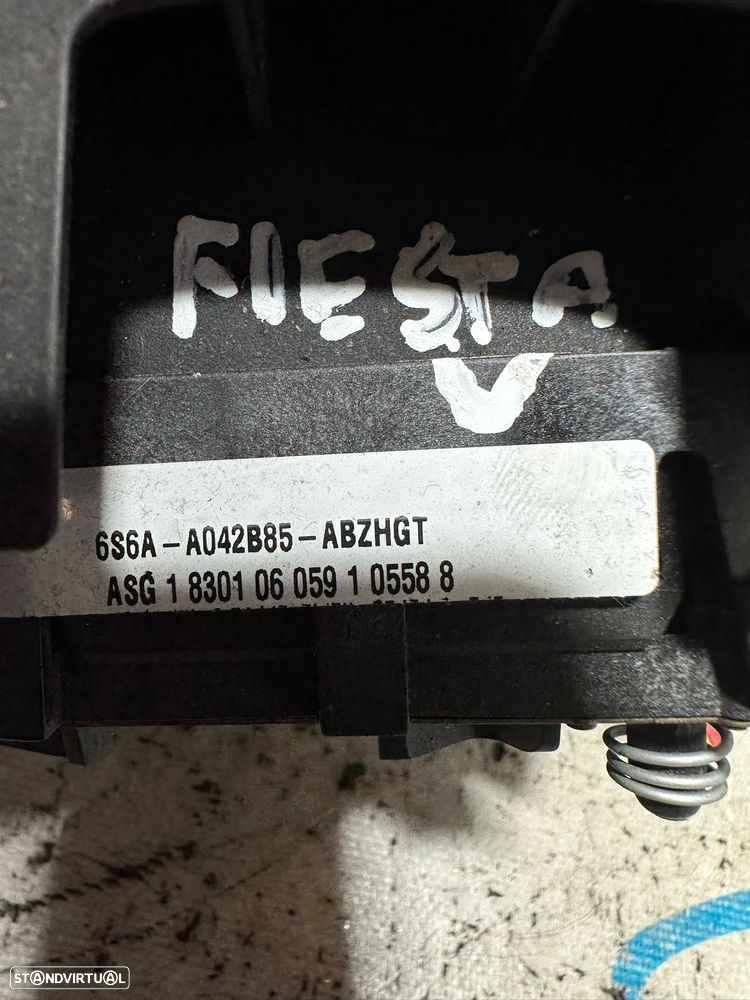 FIESTA
V
6S6A-A042B85-ABZHGT
ASG 1 8301 06 059 1 0558 8
STANDVIRTUAL